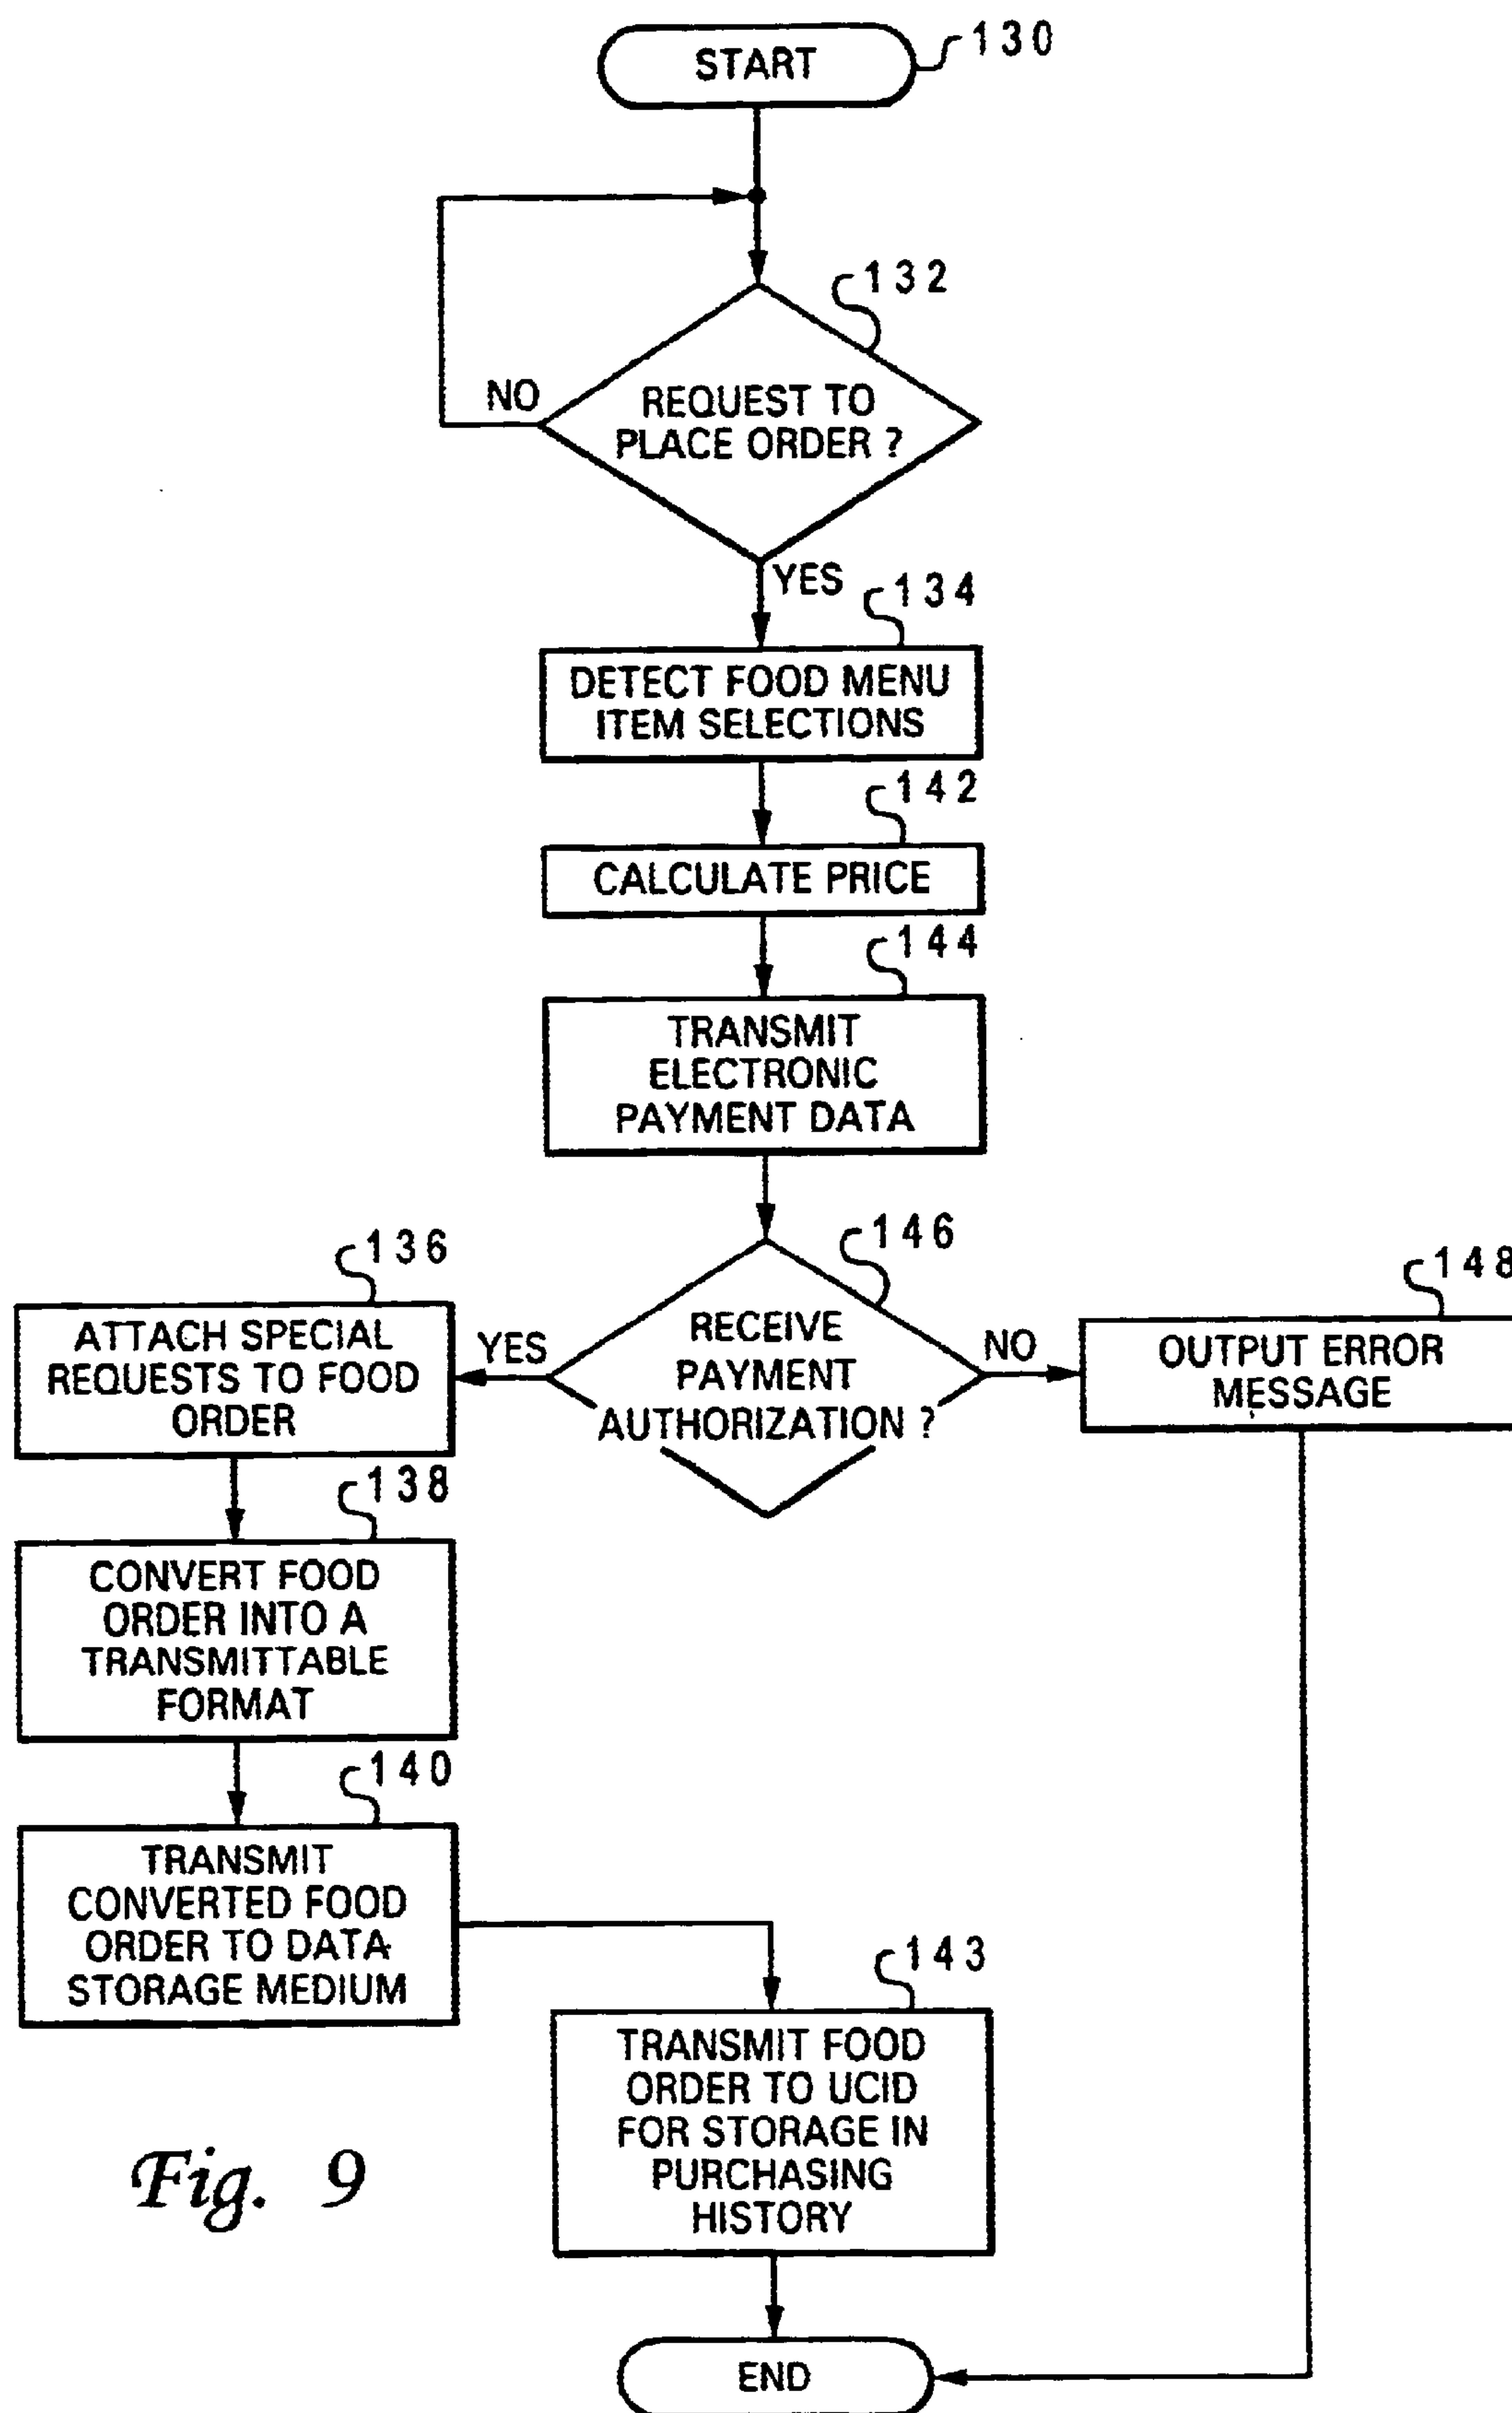 START
130
132
NO
REQUEST TO
PLACE ORDER ?
YES
134
DETECT FOOD MENU
ITEM SELECTIONS
142
CALCULATE PRICE
144
TRANSMIT
ELECTRONIC
PAYMENT DATA
146
RECEIVE
PAYMENT
AUTHORIZATION ?
YES
NO
136
ATTACH SPECIAL
REQUESTS TO FOOD
ORDER
148
OUTPUT ERROR
MESSAGE
138
CONVERT FOOD
ORDER INTO A
TRANSMITTABLE
FORMAT
140
TRANSMIT
CONVERTED FOOD
ORDER TO DATA
STORAGE MEDIUM
143
TRANSMIT FOOD
ORDER TO UCID
FOR STORAGE IN
PURCHASING
HISTORY
Fig. 9
END